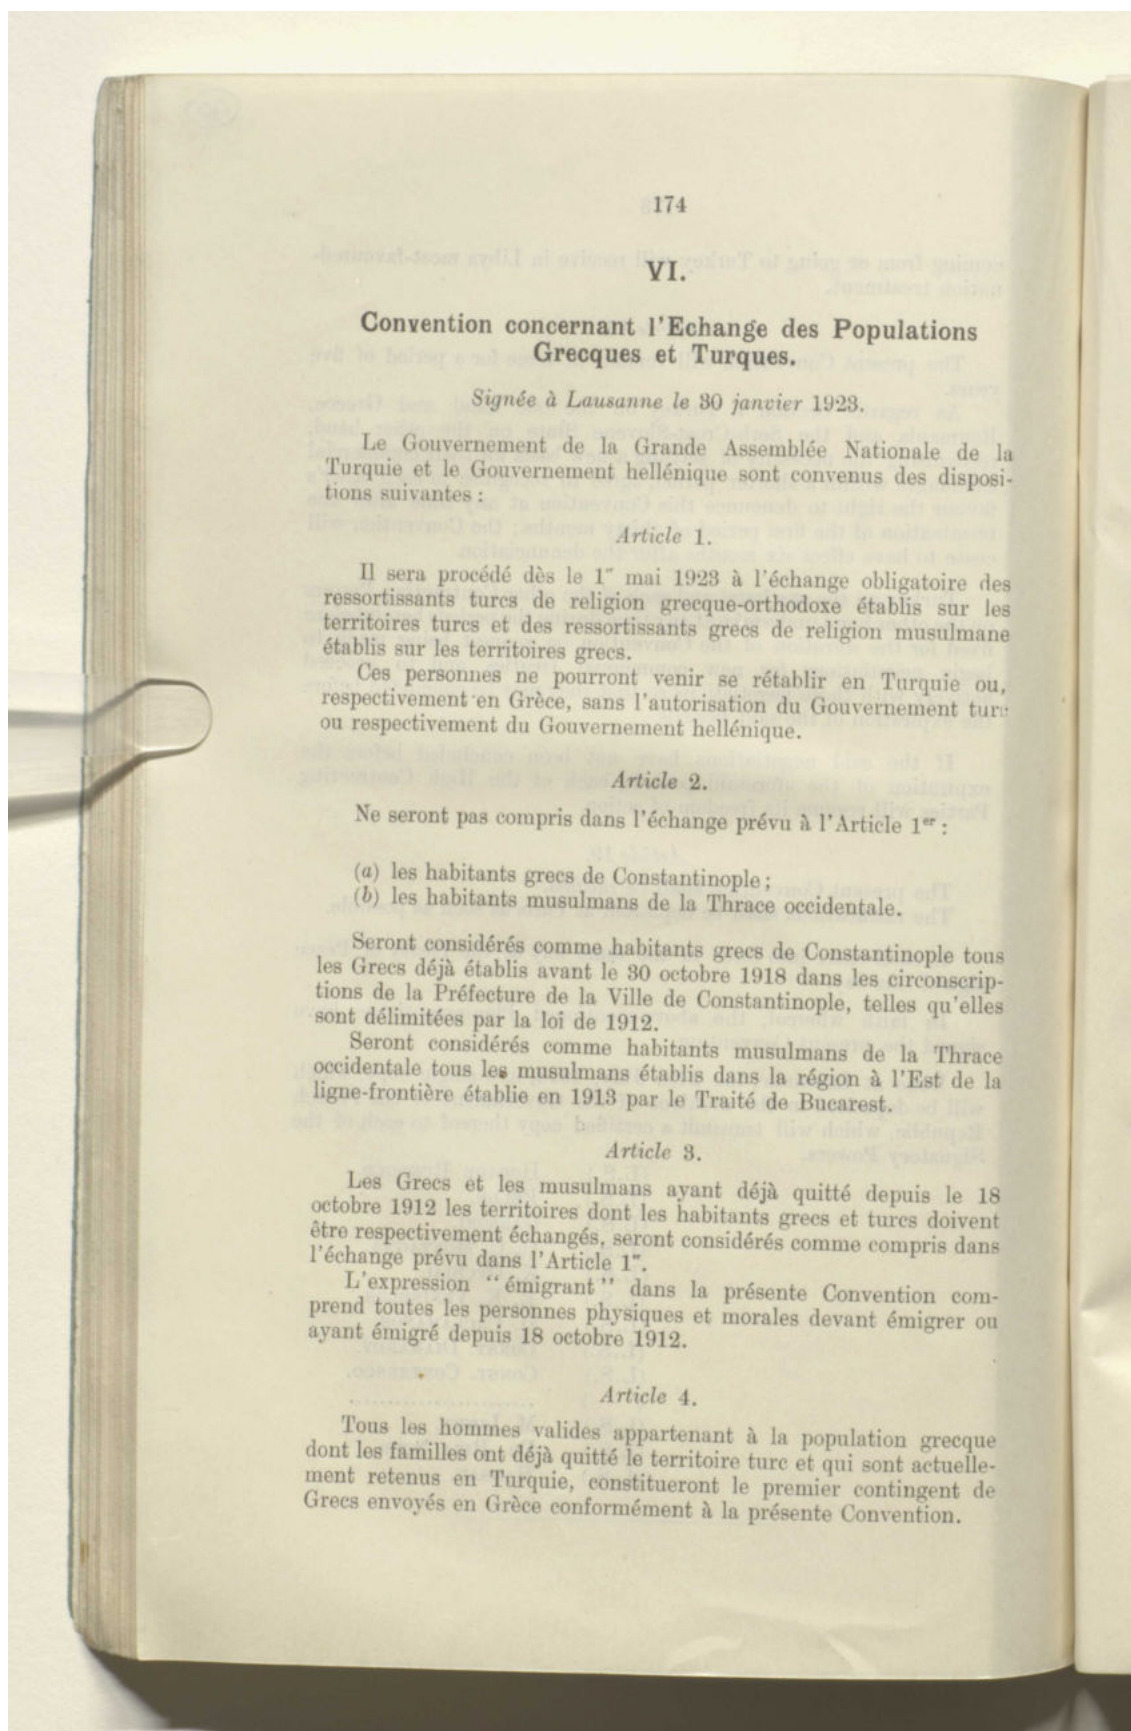 174
VI.
Convention concernant l'Echange des Populations
Grecques et Turques.
Signée à Lausanne le 30 janvier 1923.
Le Gouvernement de la Grande Assemblée Nationale de la
Turquie et le Gouvernement hellénique sont convenus des disposi-
tions suivantes :
Article 1.
Il sera procédé dès le 1er mai 1923 à l'échange obligatoire des
ressortissants turcs de religion grecque-orthodoxe établis sur les
territoires turcs et des ressortissants grecs de religion musulmane
établis sur les territoires grecs.
Ces personnes ne pourront venir se rétablir en Turquie ou,
respectivement en Grèce, sans l'autorisation du Gouvernement turc
ou respectivement du Gouvernement hellénique.
Article 2.
Ne seront pas compris dans l'échange prévu à l'Article 1er :
(a) les habitants grecs de Constantinople ;
(b) les habitants musulmans de la Thrace occidentale.
Seront considérés comme habitants grecs de Constantinople tous
les Grecs déjà établis avant le 30 octobre 1918 dans les circonscrip-
tions de la Préfecture de la Ville de Constantinople, telles qu'elles
sont délimitées par la loi de 1912.
Seront considérés comme habitants musulmans de la Thrace
occidentale tous les musulmans établis dans la région à l'Est de la
ligne-frontière établie en 1913 par le Traité de Bucarest.
Article 3.
Les Grecs et les musulmans ayant déjà quitté depuis le 18
octobre 1912 les territoires dont les habitants grecs et turcs doivent
être respectivement échangés, seront considérés comme compris dans
l'échange prévu dans l'Article 1er.
L'expression "émigrant" dans la présente Convention com-
prend toutes les personnes physiques et morales devant émigrer ou
ayant émigré depuis 18 octobre 1912.
Article 4.
Tous les hommes valides appartenant à la population grecque
dont les familles ont déjà quitté le territoire turc et qui sont actuelle-
ment retenus en Turquie, constitueront le premier contingent de
Grecs envoyés en Grèce conformément à la présente Convention.